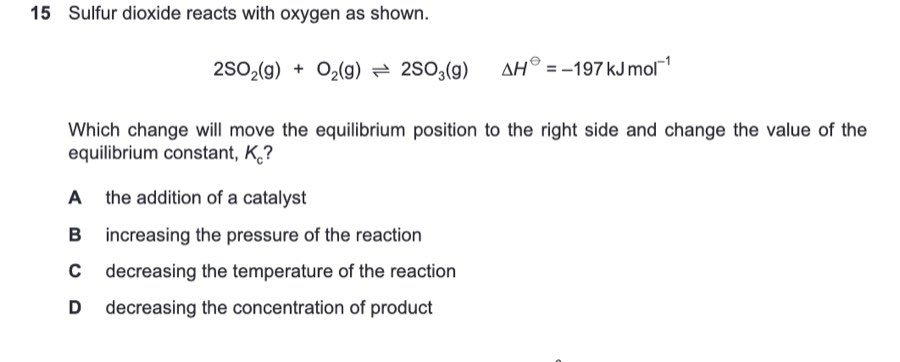 15 Sulfur dioxide reacts with oxygen as shown.
2SO₂(g) + O₂(g) ⇌ 2SO₃(g) ΔH⦵ = –197 kJ mol⁻¹
Which change will move the equilibrium position to the right side and change the value of the
equilibrium constant, K꜀?
A the addition of a catalyst
B increasing the pressure of the reaction
C decreasing the temperature of the reaction
D decreasing the concentration of product